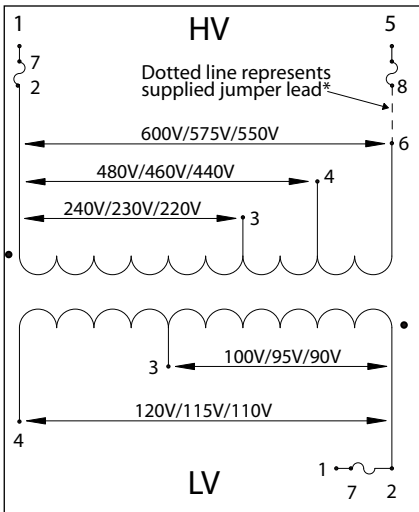 1 HV 5
7
2
8
Dotted line represents
supplied jumper lead*
6
600V/575V/550V
480V/460V/440V
4
240V/230V/220V
3
100V/95V/90V
3
120V/115V/110V
4
1
7 2
LV